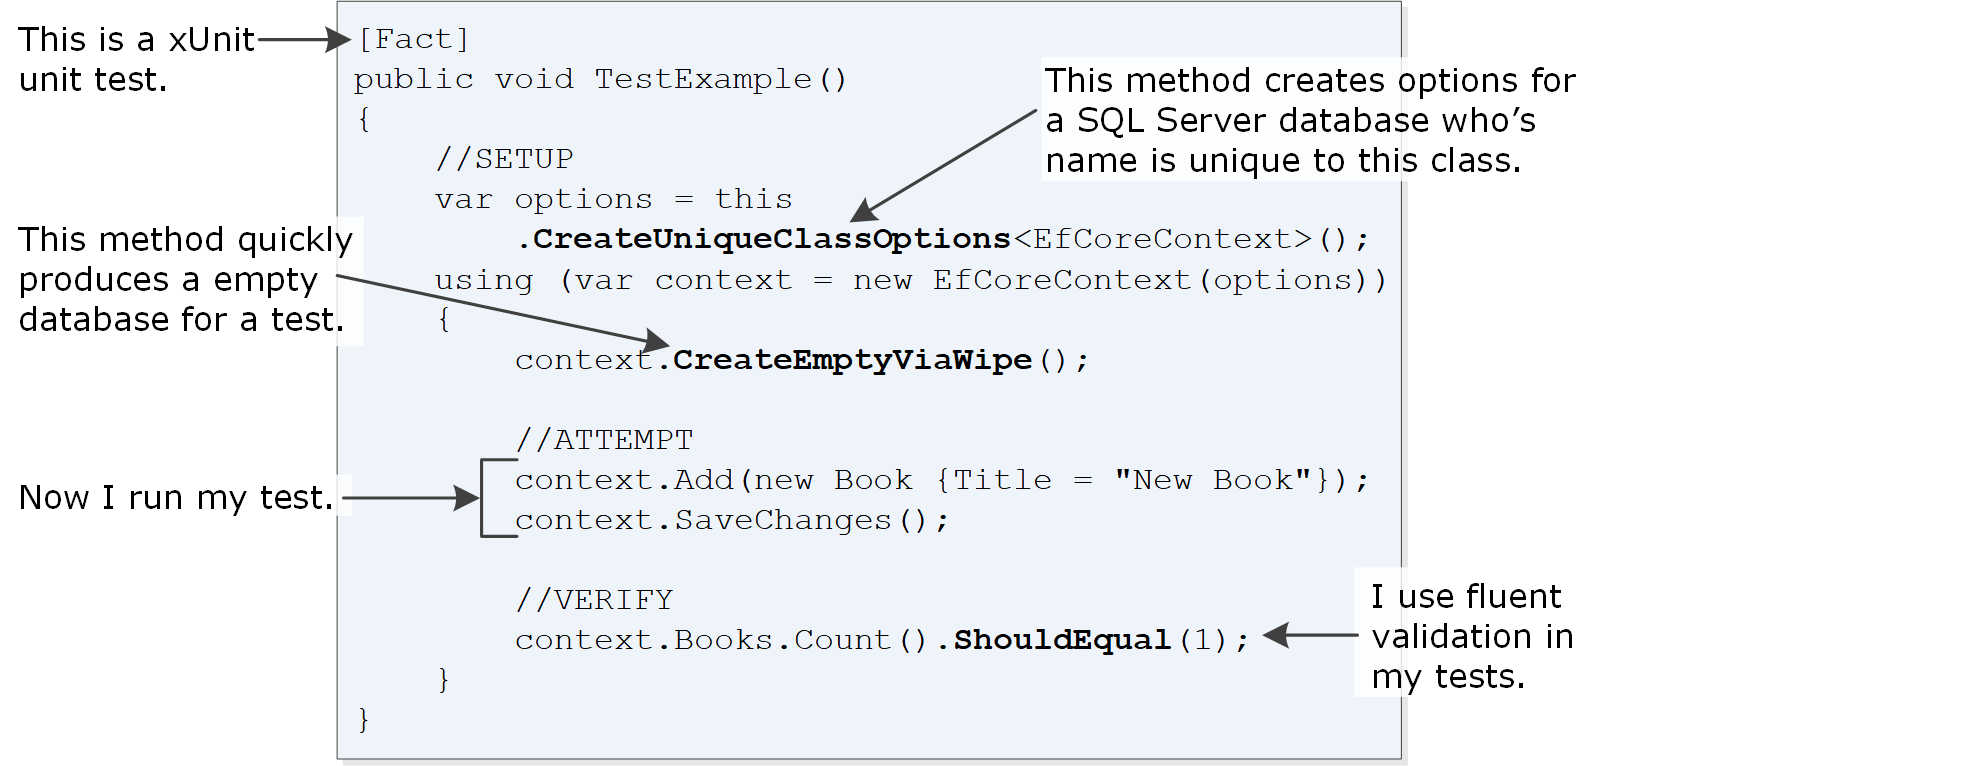 This is a xUnit
unit test.
[Fact]
public void TestExample()
{
//SETUP
var options = this
.CreateUniqueClassOptions<EfCoreContext>();
using (var context = new EfCoreContext(options))
{
context.CreateEmptyViaWipe();
//ATTEMPT
context.Add(new Book {Title = "New Book"});
context.SaveChanges();
//VERIFY
context.Books.Count().ShouldEqual(1);
}
}
This method creates options for
a SQL Server database who’s
name is unique to this class.
This method quickly
produces a empty
database for a test.
Now I run my test.
I use fluent
validation in
my tests.